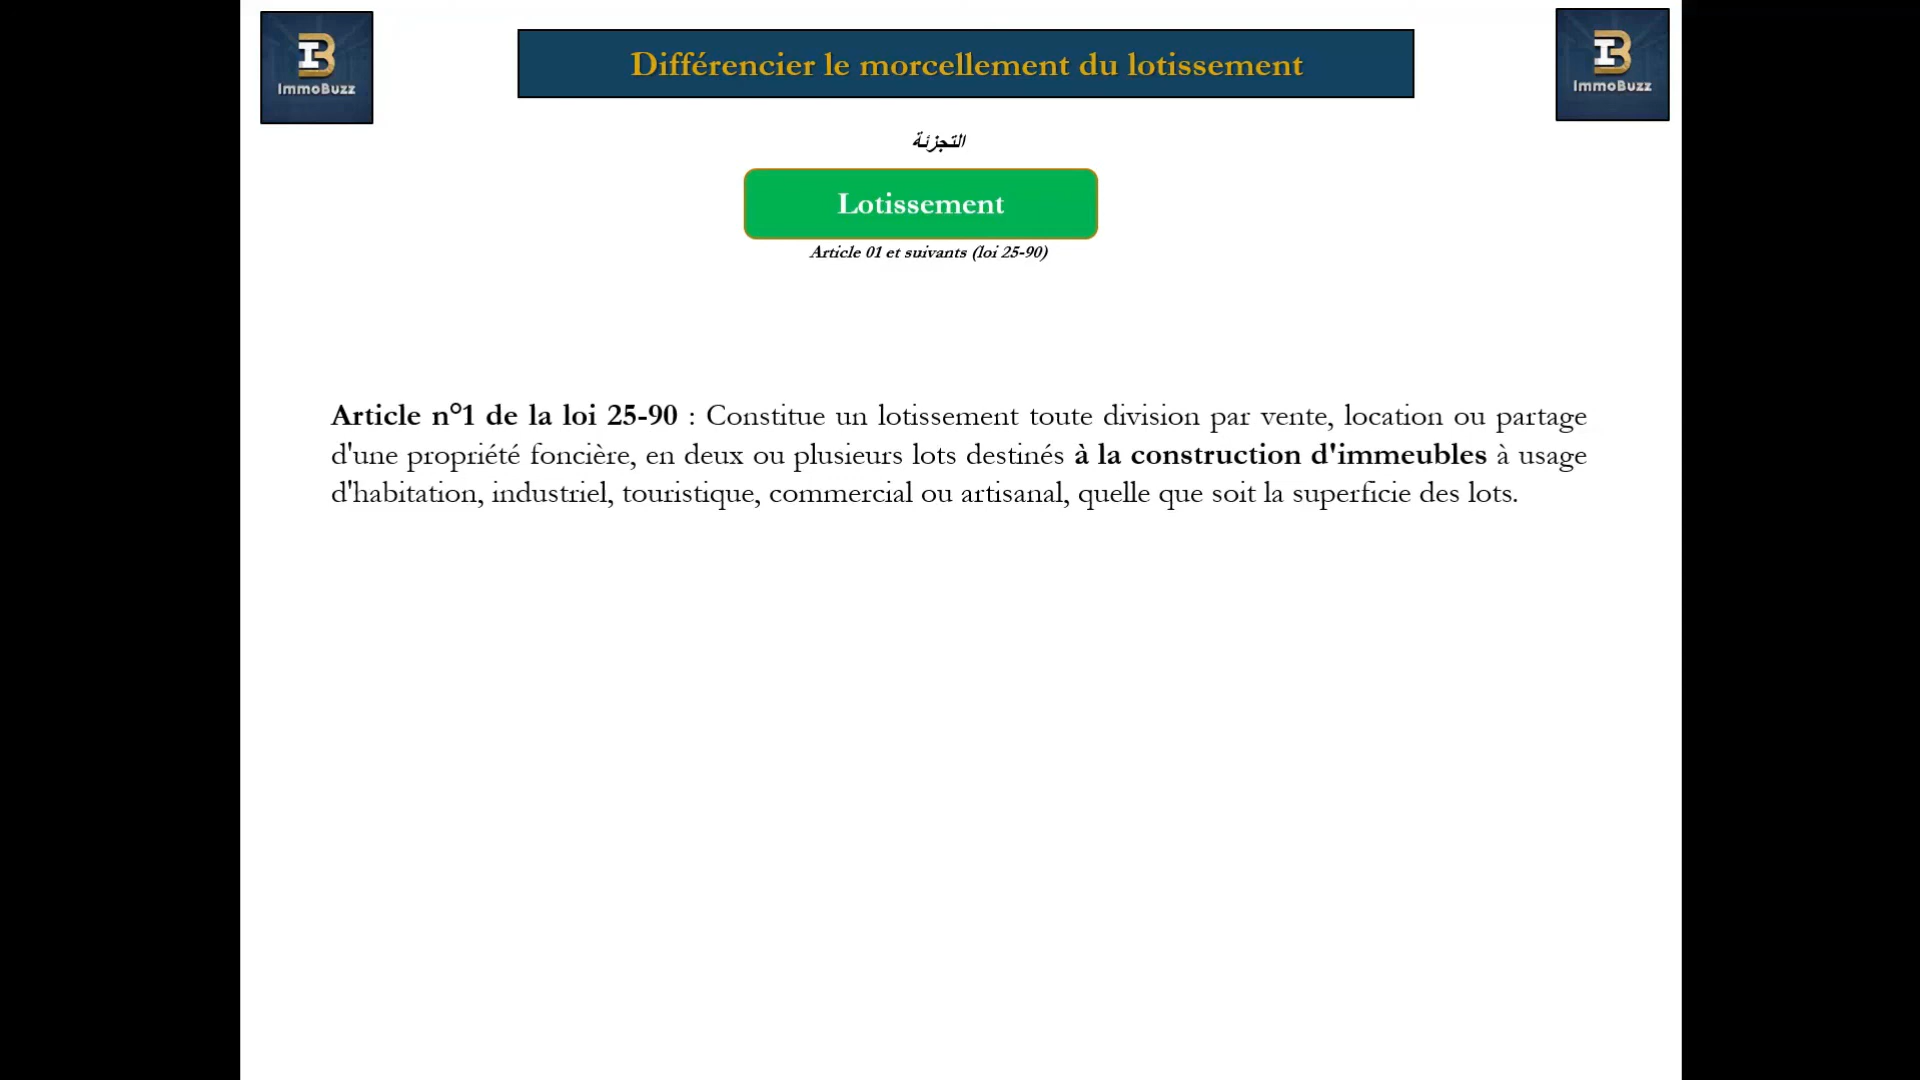 IB
ImmoBuzz
Différencier le morcellement du lotissement
IB
ImmoBuzz
التجزئة
Lotissement
Article 01 et suivants (loi 25-90)
Article n°1 de la loi 25-90 : Constitue un lotissement toute division par vente, location ou partage
d'une propriété foncière, en deux ou plusieurs lots destinés à la construction d'immeubles à usage
d'habitation, industriel, touristique, commercial ou artisanal, quelle que soit la superficie des lots.